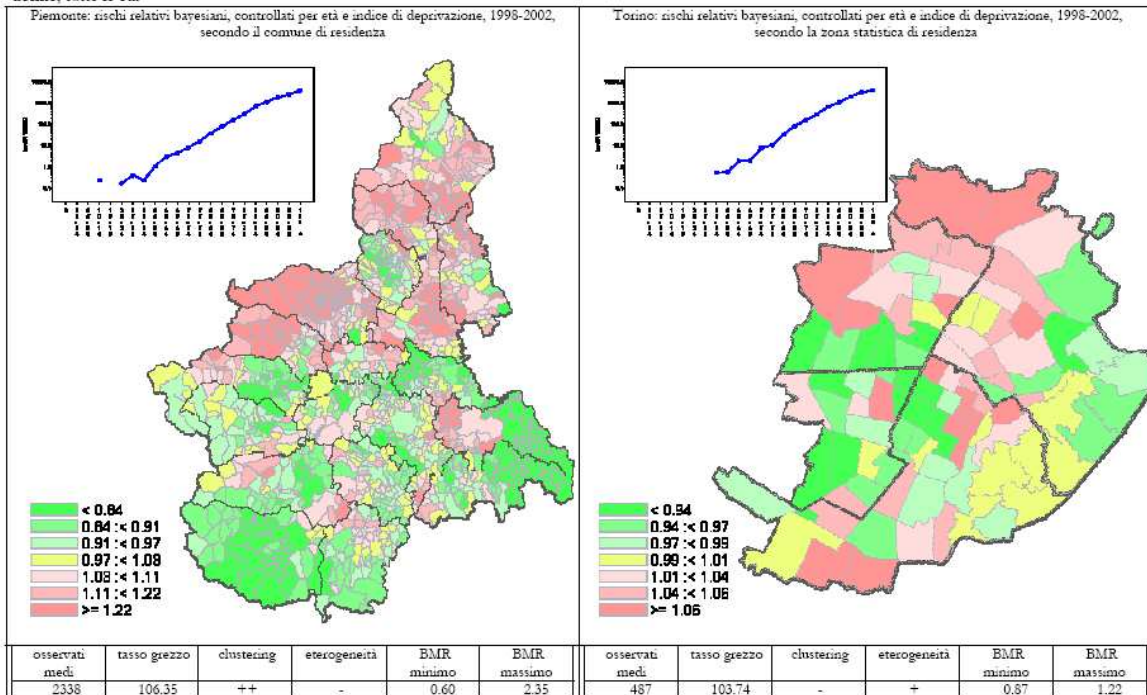 Piemonte: rischi relativi bayesiani, controllati per età e indice di deprivazione, 1998-2002,
secondo il comune di residenza
Torino: rischi relativi bayesiani, controllati per età e indice di deprivazione, 1998-2002,
secondo la zona statistica di residenza
< 0.84
0.84 :< 0.91
0.91 :< 0.97
0.97 :< 1.03
1.03 :< 1.11
1.11 :< 1.22
>= 1.22
< 0.94
0.94 :< 0.97
0.97 :< 0.99
0.99 :< 1.01
1.01 :< 1.04
1.04 :< 1.06
>= 1.06
osservati medi
tasso grezzo
clustering
eterogeneità
BMR minimo
BMR massimo
2338
106.35
++
-
0.60
2.35
osservati medi
tasso grezzo
clustering
eterogeneità
BMR minimo
BMR massimo
487
103.74
-
+
0.87
1.22